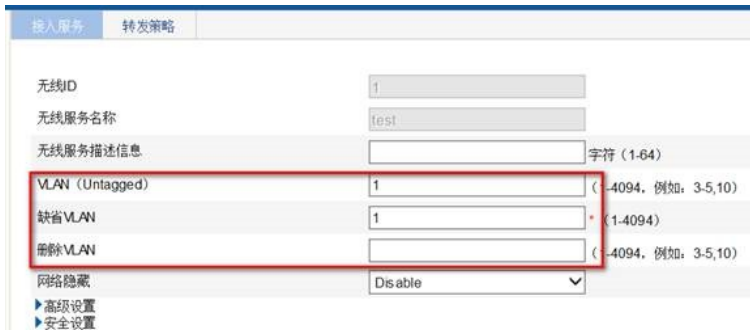 接入服务 转发策略
无线ID 1
无线服务名称 test
无线服务描述信息 字符（1-64）
VLAN（Untagged） 1 （1-4094，例如：3-5,10）
缺省VLAN 1 *（1-4094）
删除VLAN （1-4094，例如：3-5,10）
网络隐藏 Disable
高级设置
安全设置